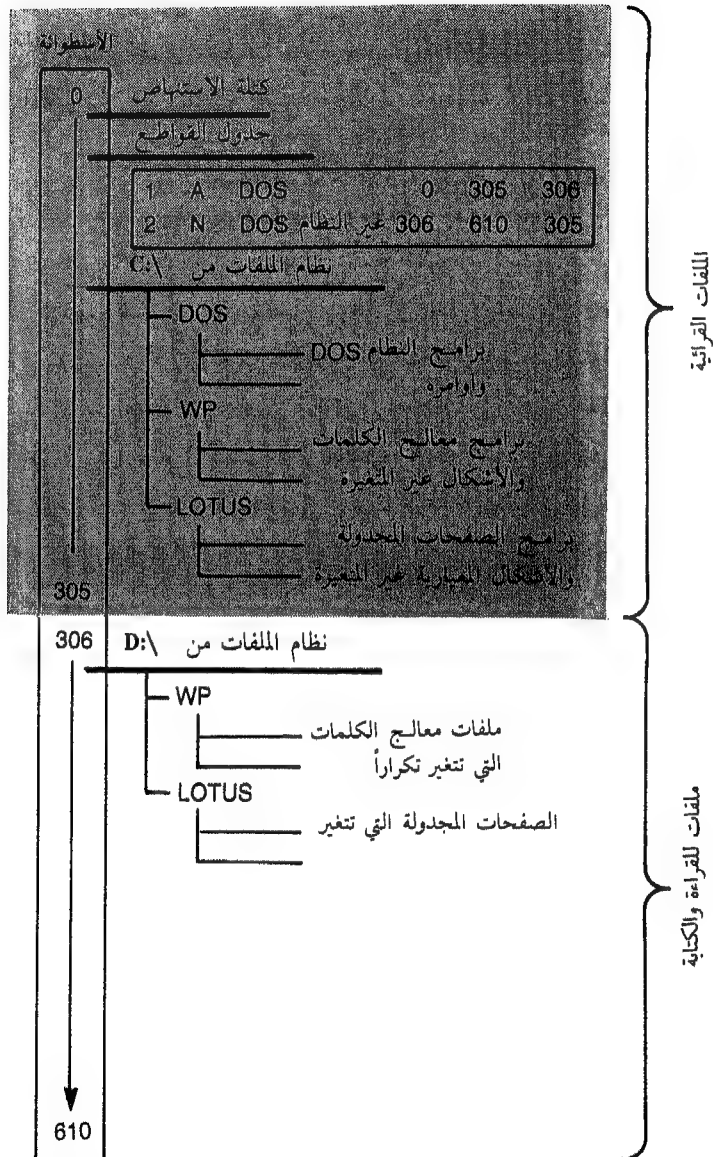 الأسطوانة
0
كتلة الاستنهاض
جدول القواطع
1 A DOS 0 305 306
2 N DOS غير النظام 306 610 305
نظام الملفات من C:\
DOS
برامج النظام DOS
وأوامره
WP
برامج معالج الكلمات
والأشكال غير المتغيرة
LOTUS
برامج الصفحات المجدولة
والأشكال المعيارية غير المتغيرة
305
الملفات القرائية
306
نظام الملفات من D:\
WP
ملفات معالج الكلمات
التي تتغير تكراراً
LOTUS
الصفحات المجدولة التي تتغير
610
ملفات للقراءة والكتابة